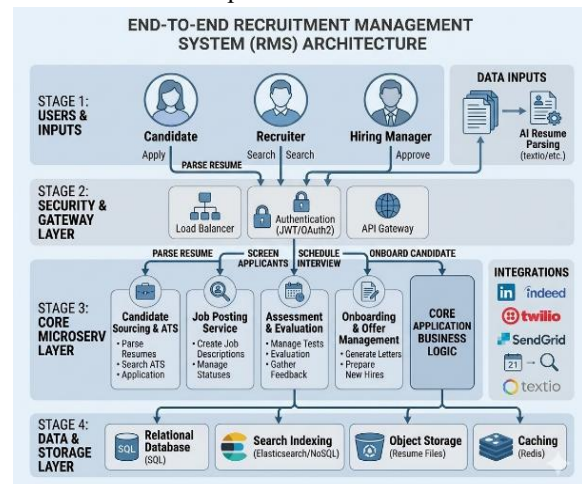 END-TO-END RECRUITMENT MANAGEMENT
SYSTEM (RMS) ARCHITECTURE
STAGE 1:
USERS &
INPUTS
Candidate
Recruiter
Hiring Manager
Apply
Search
Search
Approve
PARSE RESUME
DATA INPUTS
AI Resume
Parsing
(textio/etc.)
STAGE 2:
SECURITY &
GATEWAY
LAYER
Load Balancer
Authentication
(JWT/OAuth2)
API Gateway
PARSE RESUME
SCREEN
APPLICANTS
SCHEDULE
INTERVIEW
ONBOARD CANDIDATE
STAGE 3:
CORE
MICROSERV
LAYER
Candidate
Sourcing & ATS
• Parse
Resumes
• Search ATS
• Application
Job Posting
Service
• Create Job
Descriptions
• Manage
Statuses
Assessment
& Evaluation
• Manage Tests
• Evaluation
• Gather
Feedback
Onboarding
& Offer
Management
• Generate Letters
• Prepare
New Hires
CORE
APPLICATION
BUSINESS
LOGIC
INTEGRATIONS
in
indeed
twilio
SendGrid
21
textio
STAGE 4:
DATA &
STORAGE
LAYER
SQL
Relational
Database
(SQL)
Search Indexing
(Elasticsearch/NoSQL)
Object Storage
(Resume Files)
Caching
(Redis)